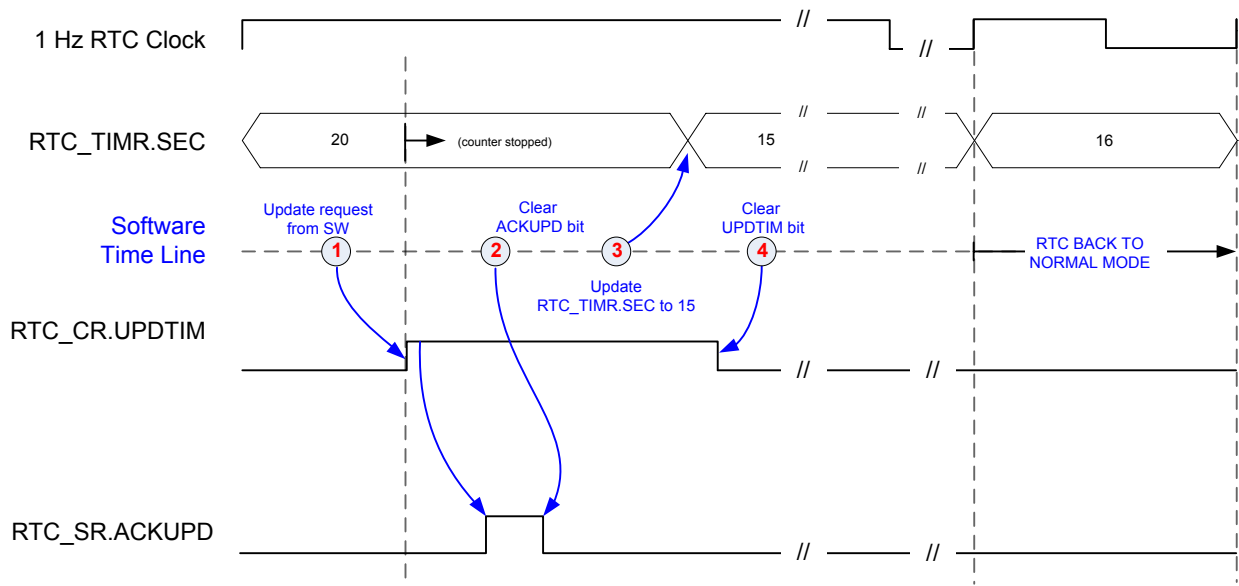 //
1 Hz RTC Clock
//
//
//
RTC_TIMR.SEC
20
(counter stopped)
15
16
//
//
Software
Time Line
Update request
from SW
Clear
ACKUPD bit
Clear
UPDTIM bit
1
2
3
4
RTC BACK TO
NORMAL MODE
Update
RTC_TIMR.SEC to 15
RTC_CR.UPDTIM
//
//
RTC_SR.ACKUPD
//
//